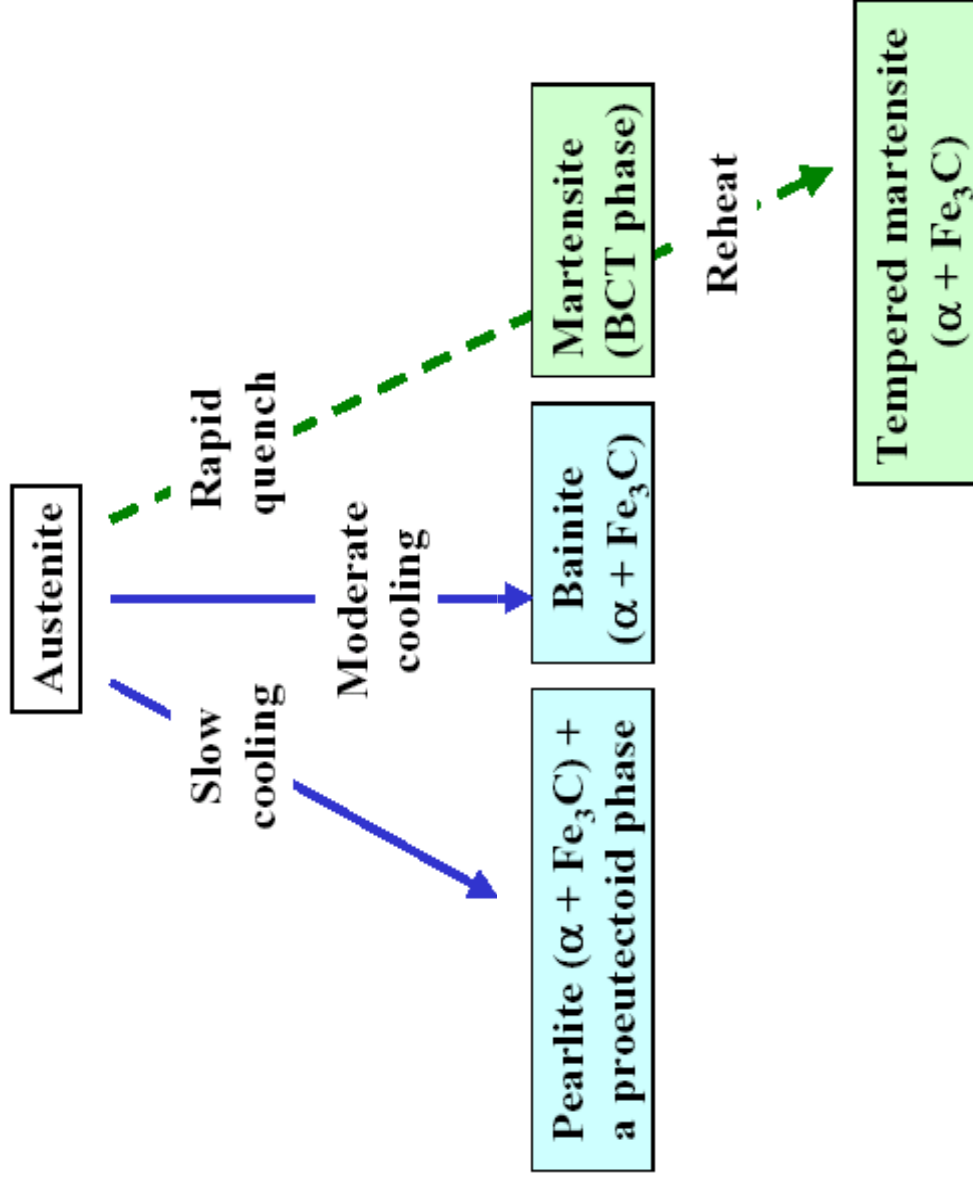 Austenite
Slow
cooling
Moderate
cooling
Rapid
quench
Pearlite (α + Fe₃C) +
a proeutectoid phase
Bainite
(α + Fe₃C)
Martensite
(BCT phase)
Reheat
Tempered martensite
(α + Fe₃C)